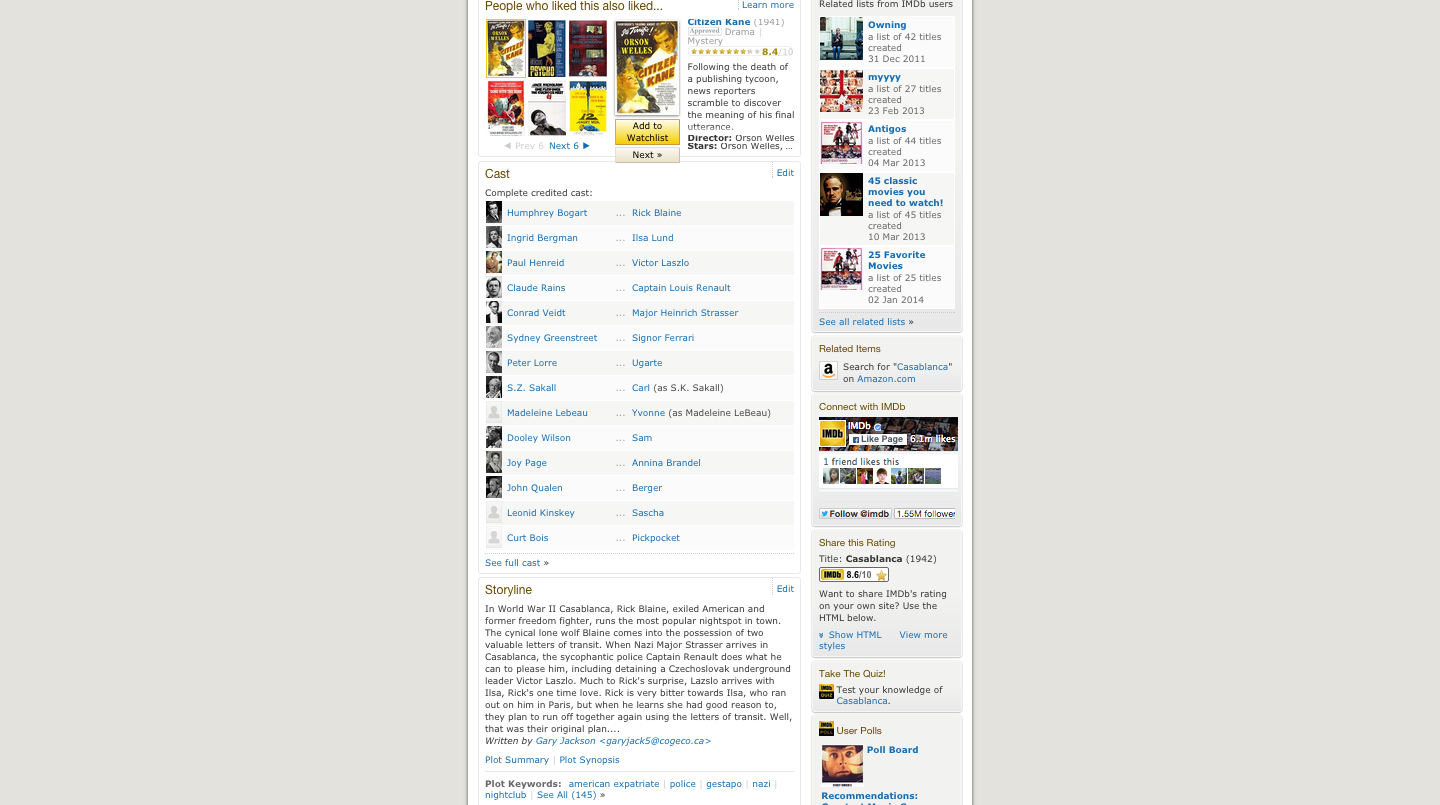 People who liked this also liked...
Learn more
Citizen Kane (1941)
Approved Drama |
Mystery
8.4/10
Following the death of
a publishing tycoon,
news reporters
scramble to discover
the meaning of his final
utterance.
Director: Orson Welles
Stars: Orson Welles, ...
ORSON
WELLES
CITIZEN
KANE
PSYCHO
12
◀ Prev 6 Next 6 ▶
Add to
Watchlist
Next »
Cast
Edit
Complete credited cast:
Humphrey Bogart ... Rick Blaine
Ingrid Bergman ... Ilsa Lund
Paul Henreid ... Victor Laszlo
Claude Rains ... Captain Louis Renault
Conrad Veidt ... Major Heinrich Strasser
Sydney Greenstreet ... Signor Ferrari
Peter Lorre ... Ugarte
S.Z. Sakall ... Carl (as S.K. Sakall)
Madeleine Lebeau ... Yvonne (as Madeleine LeBeau)
Dooley Wilson ... Sam
Joy Page ... Annina Brandel
John Qualen ... Berger
Leonid Kinskey ... Sascha
Curt Bois ... Pickpocket
See full cast »
Storyline
Edit
In World War II Casablanca, Rick Blaine, exiled American and
former freedom fighter, runs the most popular nightspot in town.
The cynical lone wolf Blaine comes into the possession of two
valuable letters of transit. When Nazi Major Strasser arrives in
Casablanca, the sycophantic police Captain Renault does what he
can to please him, including detaining a Czechoslovak underground
leader Victor Laszlo. Much to Rick's surprise, Lazslo arrives with
Ilsa, Rick's one time love. Rick is very bitter towards Ilsa, who ran
out on him in Paris, but when he learns she had good reason to,
they plan to run off together again using the letters of transit. Well,
that was their original plan....
Written by Gary Jackson <garyjack5@cogeco.ca>
Plot Summary | Plot Synopsis
Plot Keywords: american expatriate | police | gestapo | nazi |
nightclub | See All (145) »
Related lists from IMDb users
Owning
a list of 42 titles
created
31 Dec 2011
myyyy
a list of 27 titles
created
23 Feb 2013
Antigos
a list of 44 titles
created
04 Mar 2013
45 classic
movies you
need to watch!
a list of 45 titles
created
10 Mar 2013
25 Favorite
Movies
a list of 25 titles
created
02 Jan 2014
See all related lists »
Related Items
a
Search for "Casablanca"
on Amazon.com
Connect with IMDb
IMDb
IMDb
Like Page 6.1m likes
1 friend likes this
Follow @imdb 1.55M follower
Share this Rating
Title: Casablanca (1942)
IMDb 8.6/10
Want to share IMDb's rating
on your own site? Use the
HTML below.
Show HTML View more
styles
Take The Quiz!
IMDb
QUIZ
Test your knowledge of
Casablanca.
IMDb
POLL
User Polls
Poll Board
Recommendations: